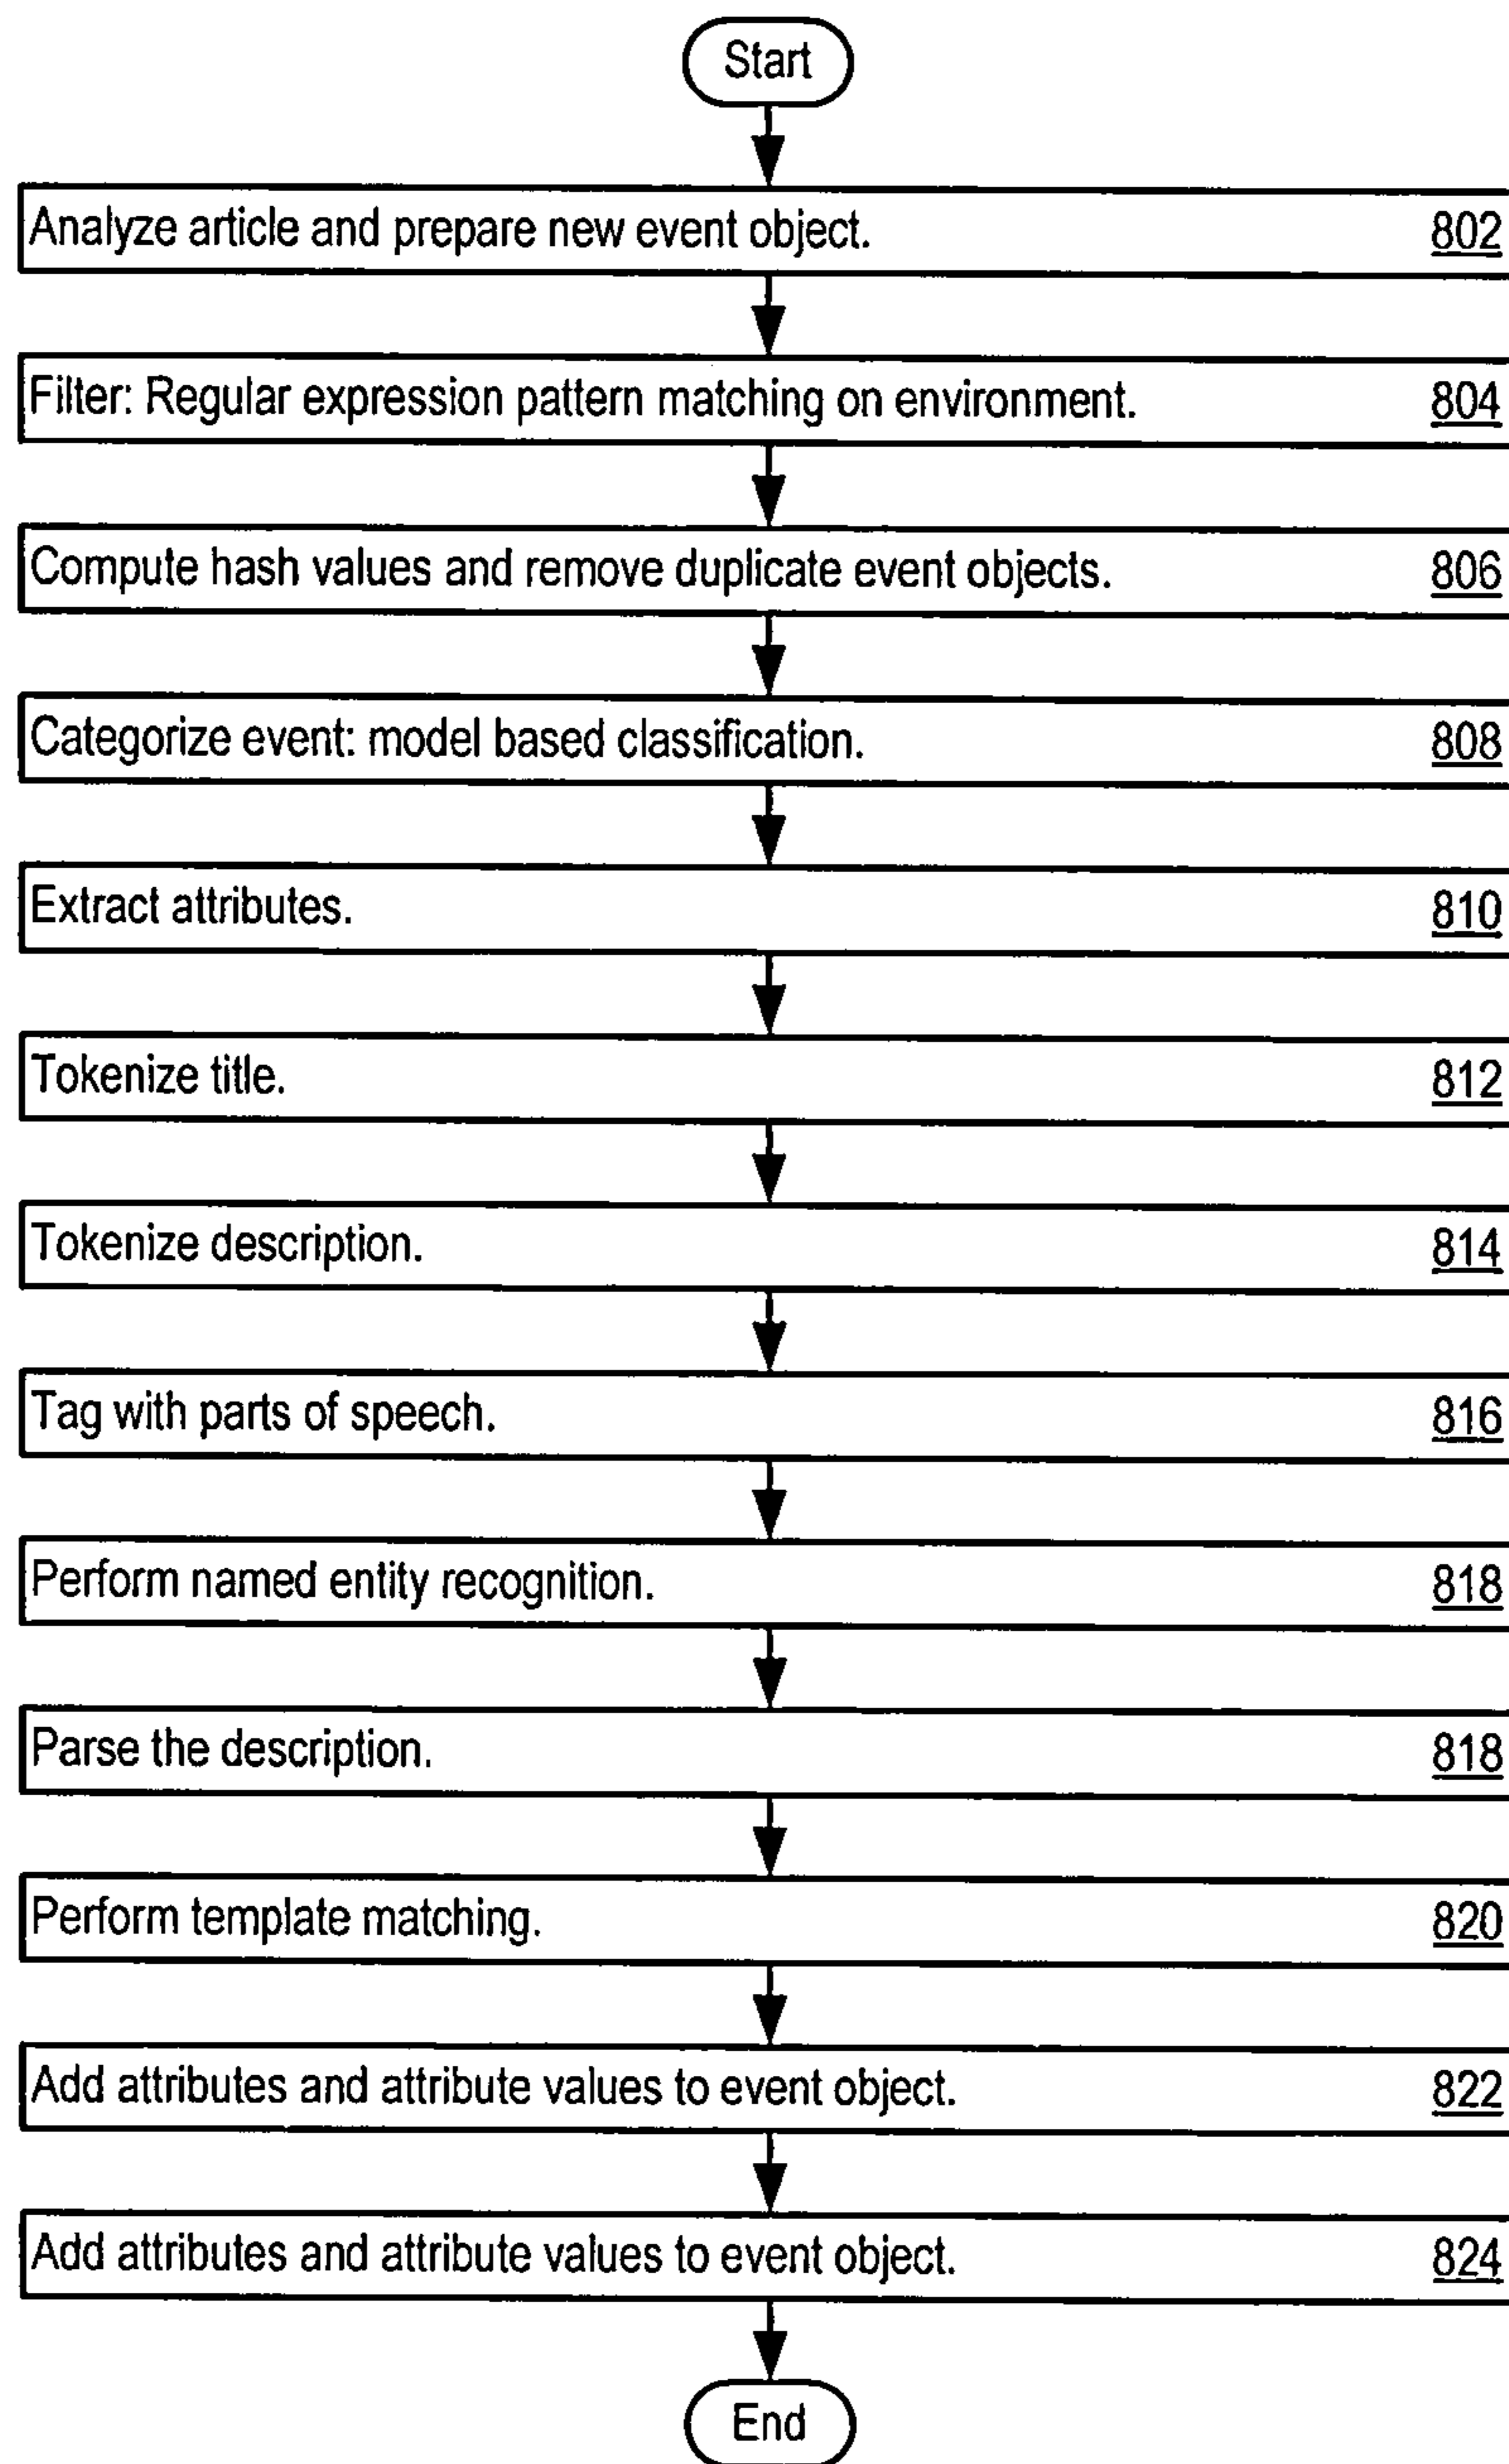 Start
Analyze article and prepare new event object. 802
Filter: Regular expression pattern matching on environment. 804
Compute hash values and remove duplicate event objects. 806
Categorize event: model based classification. 808
Extract attributes. 810
Tokenize title. 812
Tokenize description. 814
Tag with parts of speech. 816
Perform named entity recognition. 818
Parse the description. 818
Perform template matching. 820
Add attributes and attribute values to event object. 822
Add attributes and attribute values to event object. 824
End